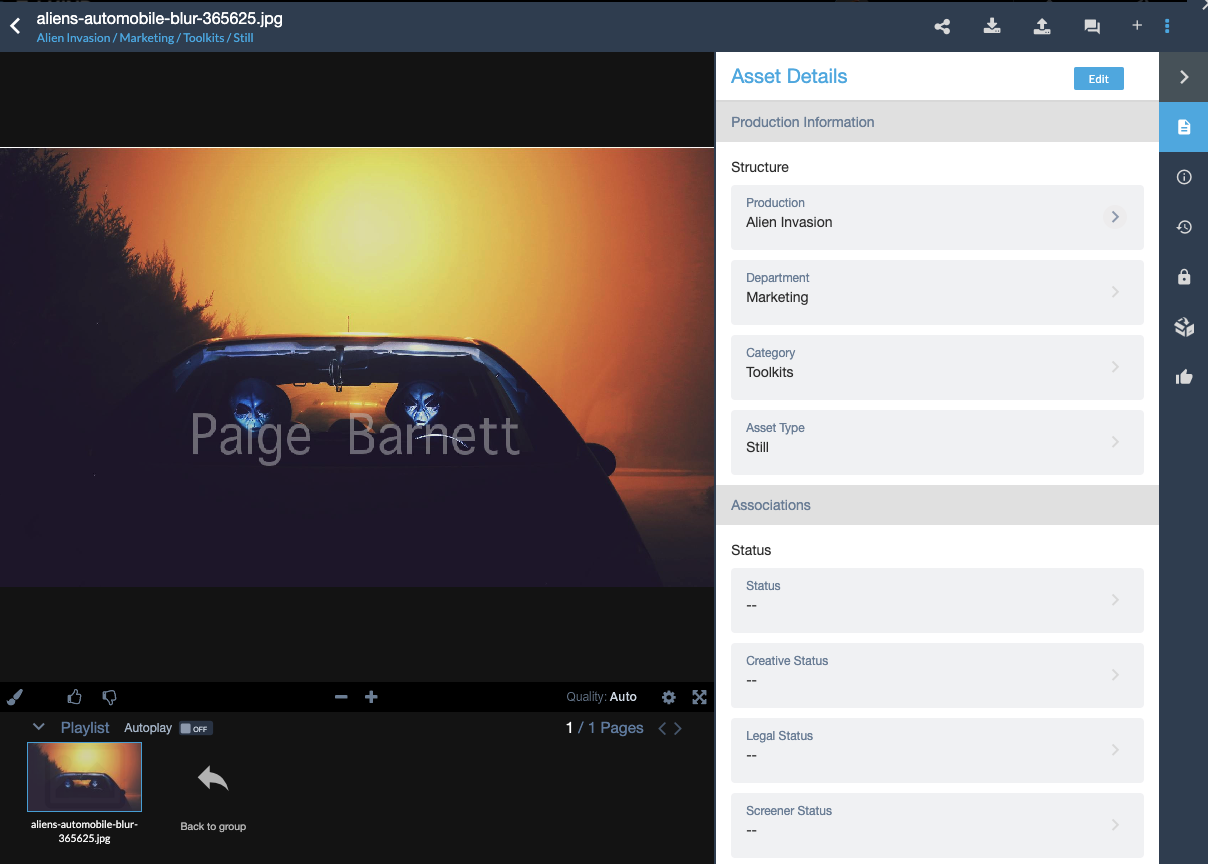 aliens-automobile-blur-365625.jpg
Alien Invasion / Marketing / Toolkits / Still
Asset Details
Edit
Production Information
Structure
Production
Alien Invasion
Department
Marketing
Category
Toolkits
Asset Type
Still
Associations
Status
Status
--
Creative Status
--
Legal Status
--
Screener Status
--
Paige Barnett
Quality: Auto
Playlist
Autoplay OFF
1 / 1 Pages
aliens-automobile-blur-
365625.jpg
Back to group